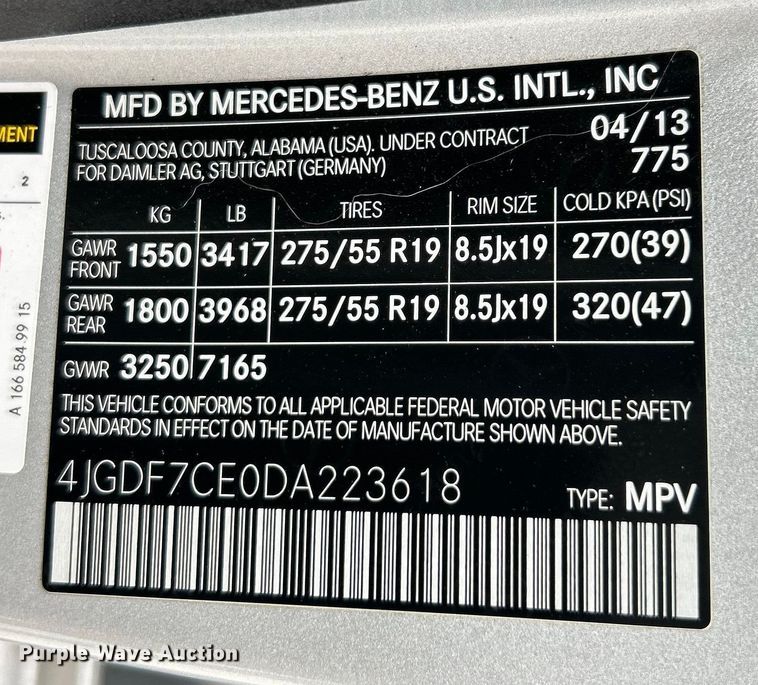 MENT
2
A 166 584 99 15
MFD BY MERCEDES-BENZ U.S. INTL., INC
TUSCALOOSA COUNTY, ALABAMA (USA). UNDER CONTRACT
FOR DAIMLER AG, STUTTGART (GERMANY)
04/13
775
KG LB TIRES RIM SIZE COLD KPA (PSI)
GAWR FRONT 1550 3417 275/55 R19 8.5Jx19 270(39)
GAWR REAR 1800 3968 275/55 R19 8.5Jx19 320(47)
GVWR 3250 7165
THIS VEHICLE CONFORMS TO ALL APPLICABLE FEDERAL MOTOR VEHICLE SAFETY
STANDARDS IN EFFECT ON THE DATE OF MANUFACTURE SHOWN ABOVE.
4JGDF7CE0DA223618 TYPE: MPV
Purple Wave Auction